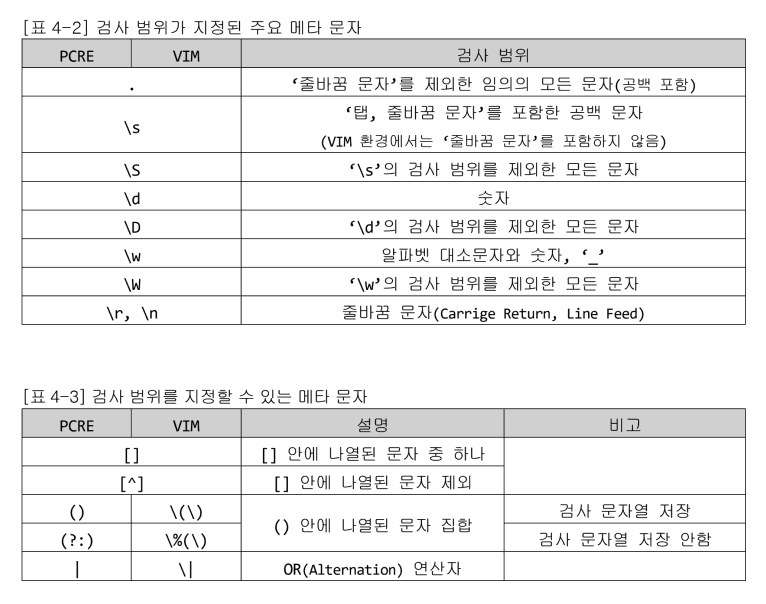 [표 4-2] 검사 범위가 지정된 주요 메타 문자
PCRE VIM 검사 범위
. ‘줄바꿈 문자’를 제외한 임의의 모든 문자(공백 포함)
\s ‘탭, 줄바꿈 문자’를 포함한 공백 문자
(VIM 환경에서는 ‘줄바꿈 문자’를 포함하지 않음)
\S ‘\s’의 검사 범위를 제외한 모든 문자
\d 숫자
\D ‘\d’의 검사 범위를 제외한 모든 문자
\w 알파벳 대소문자와 숫자, ‘_’
\W ‘\w’의 검사 범위를 제외한 모든 문자
\r, \n 줄바꿈 문자(Carrige Return, Line Feed)
[표 4-3] 검사 범위를 지정할 수 있는 메타 문자
PCRE VIM 설명 비고
[] [] 안에 나열된 문자 중 하나
[^] [] 안에 나열된 문자 제외
() \(\) () 안에 나열된 문자 집합 검사 문자열 저장
(?:) \%(\) 검사 문자열 저장 안함
| \| OR(Alternation) 연산자